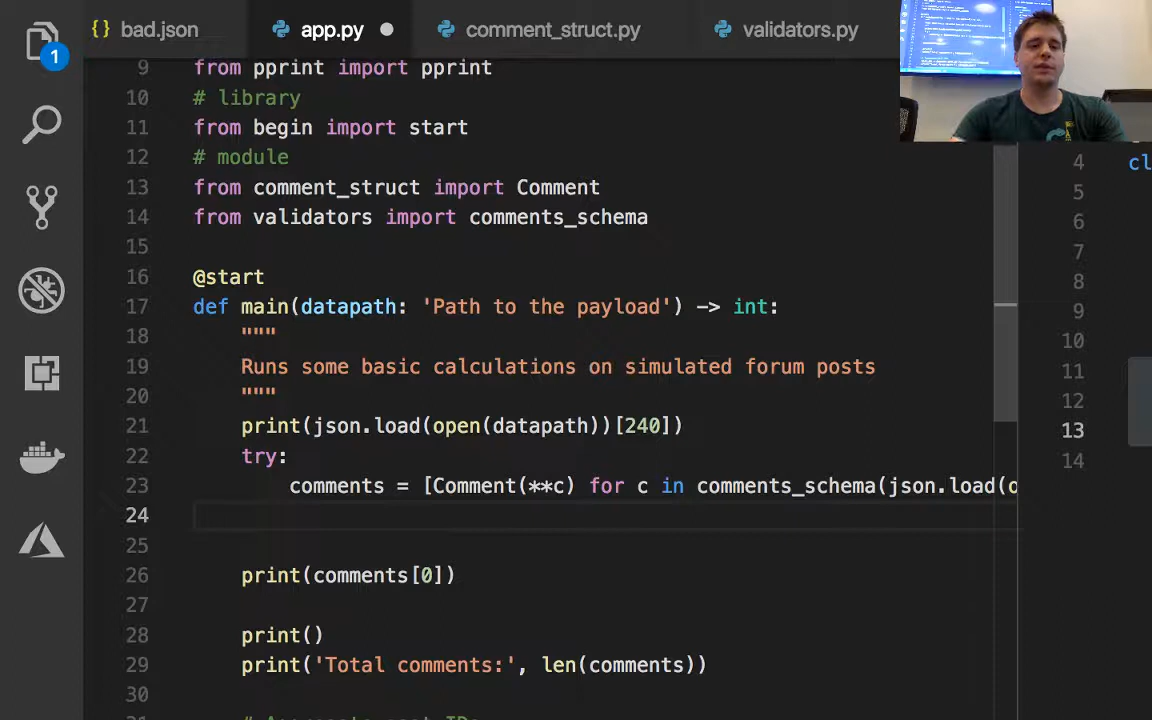 {} bad.json
app.py
comment_struct.py
validators.py
1
9 from pprint import pprint
10 # library
11 from begin import start
12 # module
13 from comment_struct import Comment
14 from validators import comments_schema
15
16 @start
17 def main(datapath: 'Path to the payload') -> int:
18 """
19 Runs some basic calculations on simulated forum posts
20 """
21 print(json.load(open(datapath))[240])
22 try:
23 comments = [Comment(**c) for c in comments_schema(json.load(o
24
25
26 print(comments[0])
27
28 print()
29 print('Total comments:', len(comments))
30
4 cl
5
6
7
8
9
10
11
12
13
14